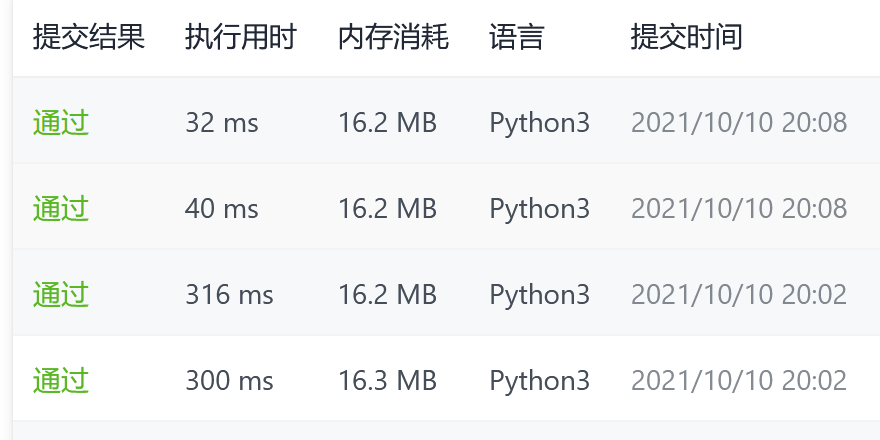 提交结果 执行用时 内存消耗 语言 提交时间
通过 32 ms 16.2 MB Python3 2021/10/10 20:08
通过 40 ms 16.2 MB Python3 2021/10/10 20:08
通过 316 ms 16.2 MB Python3 2021/10/10 20:02
通过 300 ms 16.3 MB Python3 2021/10/10 20:02